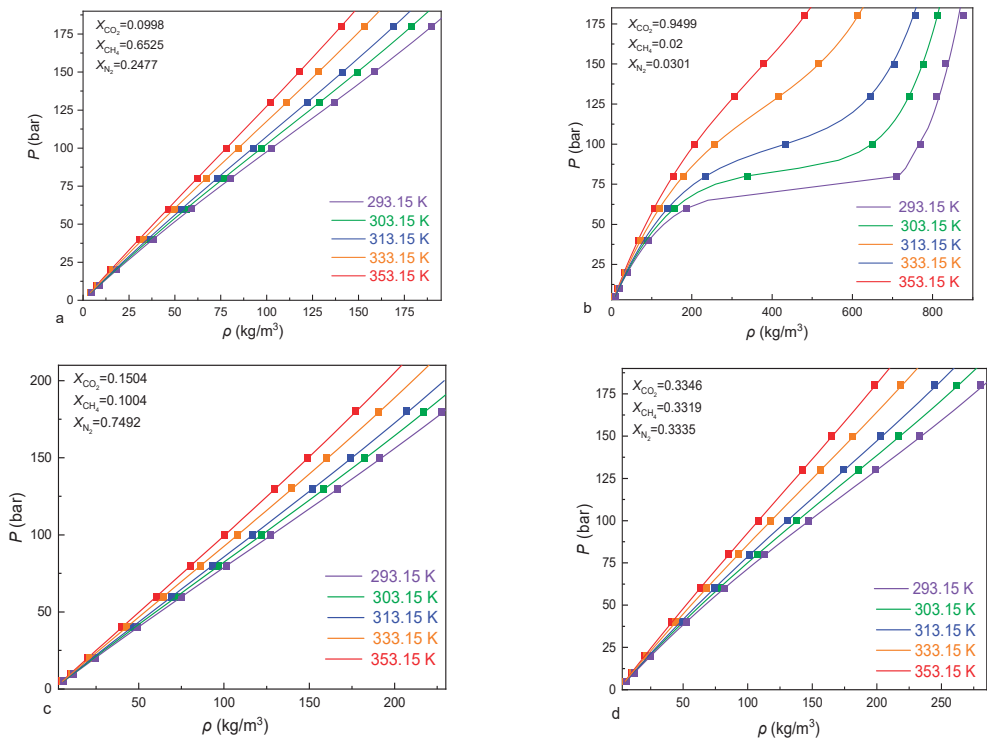 X_CO₂=0.0998
X_CH₄=0.6525
X_N₂=0.2477
P (bar)
175
150
125
100
75
50
25
0
293.15 K
303.15 K
313.15 K
333.15 K
353.15 K
0 25 50 75 100 125 150 175
a
ρ (kg/m³)
X_CO₂=0.9499
X_CH₄=0.02
X_N₂=0.0301
P (bar)
175
150
125
100
75
50
25
293.15 K
303.15 K
313.15 K
333.15 K
353.15 K
0 200 400 600 800
b
ρ (kg/m³)
X_CO₂=0.1504
X_CH₄=0.1004
X_N₂=0.7492
P (bar)
200
150
100
50
0
293.15 K
303.15 K
313.15 K
333.15 K
353.15 K
50 100 150 200
c
ρ (kg/m³)
X_CO₂=0.3346
X_CH₄=0.3319
X_N₂=0.3335
P (bar)
175
150
125
100
75
50
25
0
293.15 K
303.15 K
313.15 K
333.15 K
353.15 K
50 100 150 200 250
d
ρ (kg/m³)